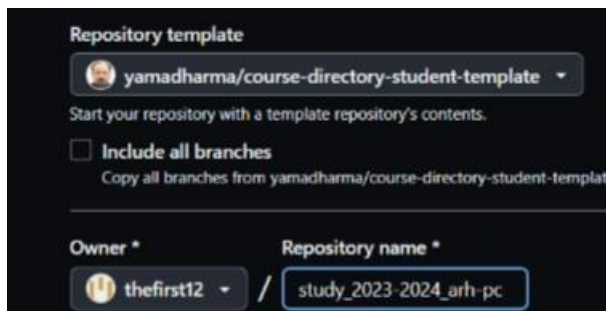 Repository template
yamadharma/course-directory-student-template
Start your repository with a template repository's contents.
Include all branches
Copy all branches from yamadharma/course-directory-student-templat
Owner * Repository name *
thefirst12 / study_2023-2024_arh-pc